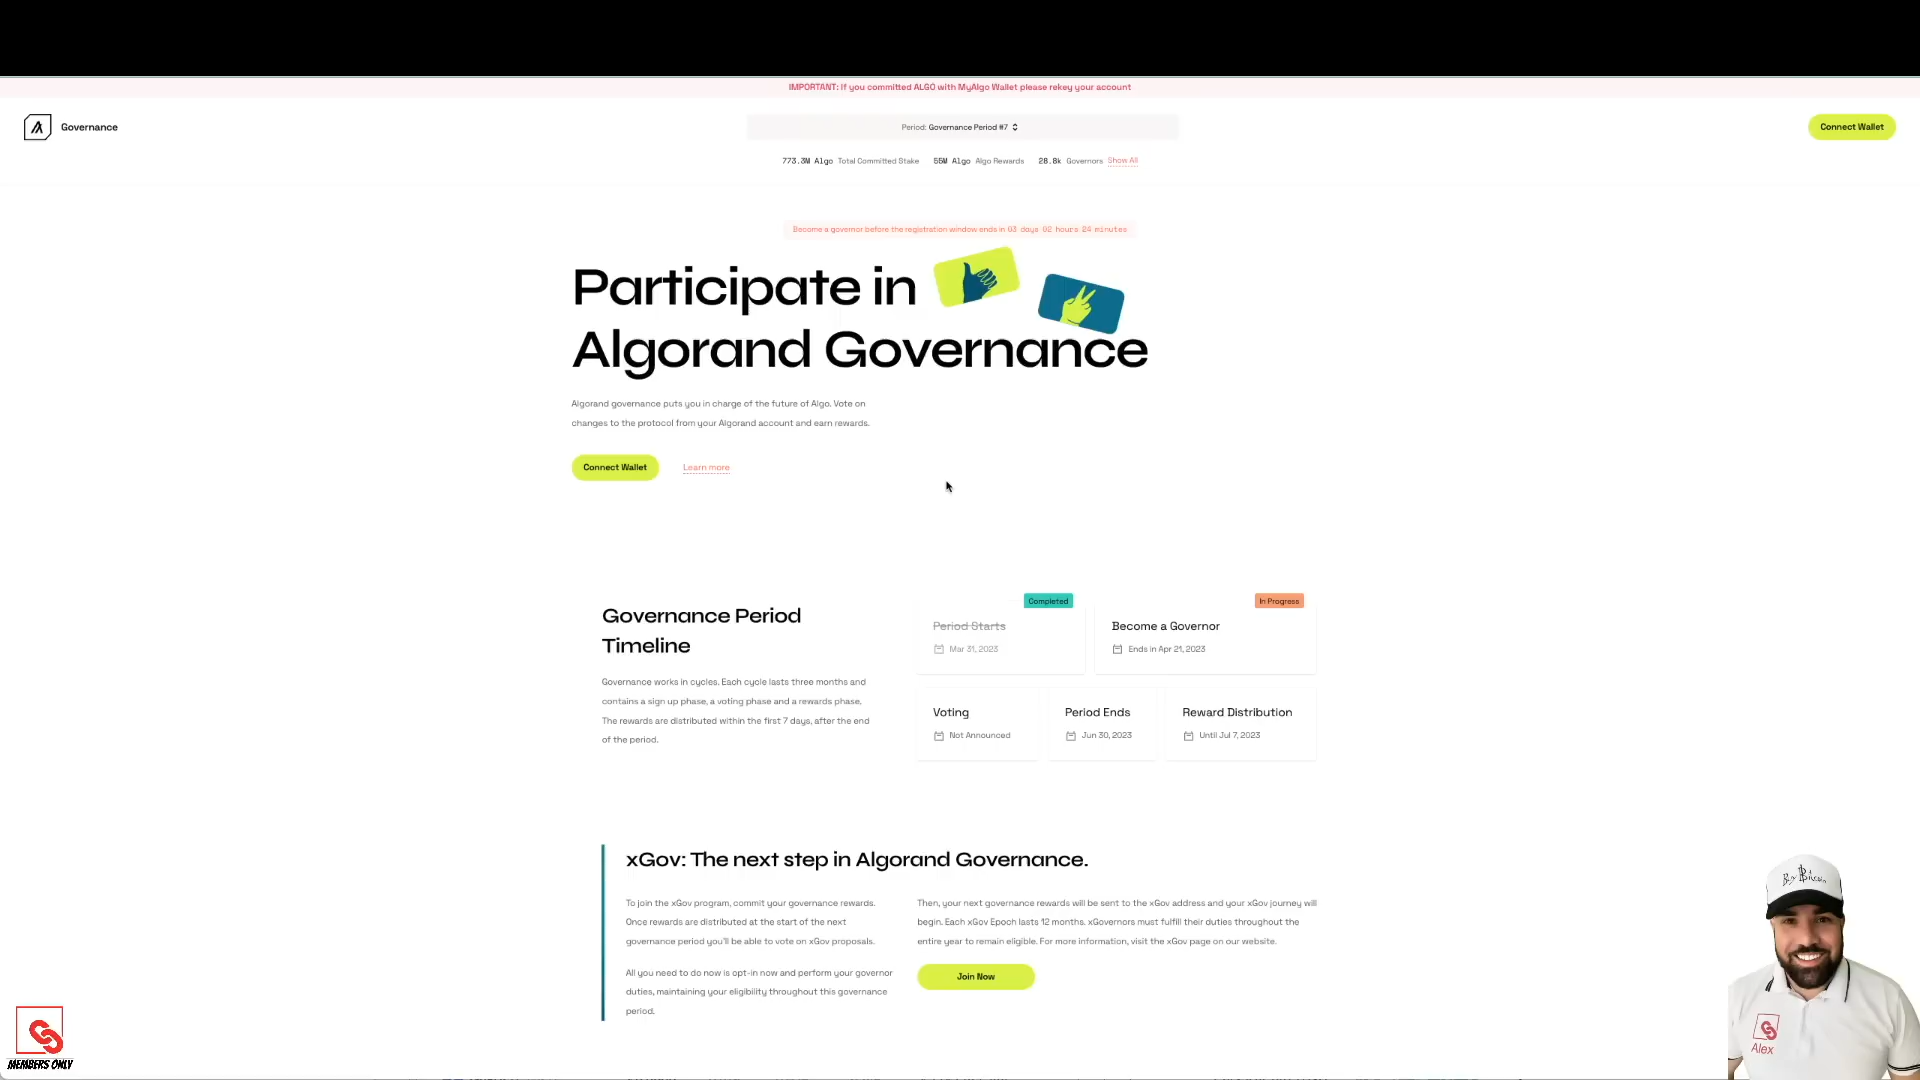 IMPORTANT: If you committed ALGO with MyAlgo Wallet please rekey your account
Governance
Period: Governance Period #7
Connect Wallet
773.3M Algo Total Committed Stake 55M Algo Algo Rewards 28.8k Governors Show All
Become a governor before the registration window ends in 03 days 02 hours 24 minutes
Participate in
Algorand Governance
Algorand governance puts you in charge of the future of Algo. Vote on
changes to the protocol from your Algorand account and earn rewards.
Connect Wallet
Learn more
Governance Period
Timeline
Governance works in cycles. Each cycle lasts three months and
contains a sign up phase, a voting phase and a rewards phase.
The rewards are distributed within the first 7 days, after the end
of the period.
Completed
Period Starts
Mar 31, 2023
In Progress
Become a Governor
Ends in Apr 21, 2023
Voting
Not Announced
Period Ends
Jun 30, 2023
Reward Distribution
Until Jul 7, 2023
xGov: The next step in Algorand Governance.
To join the xGov program, commit your governance rewards.
Once rewards are distributed at the start of the next
governance period you'll be able to vote on xGov proposals.
All you need to do now is opt-in now and perform your governor
duties, maintaining your eligibility throughout this governance
period.
Then, your next governance rewards will be sent to the xGov address and your xGov journey will
begin. Each xGov Epoch lasts 12 months. xGovernors must fulfill their duties throughout the
entire year to remain eligible. For more information, visit the xGov page on our website.
Join Now
MEMBERS ONLY
Alex